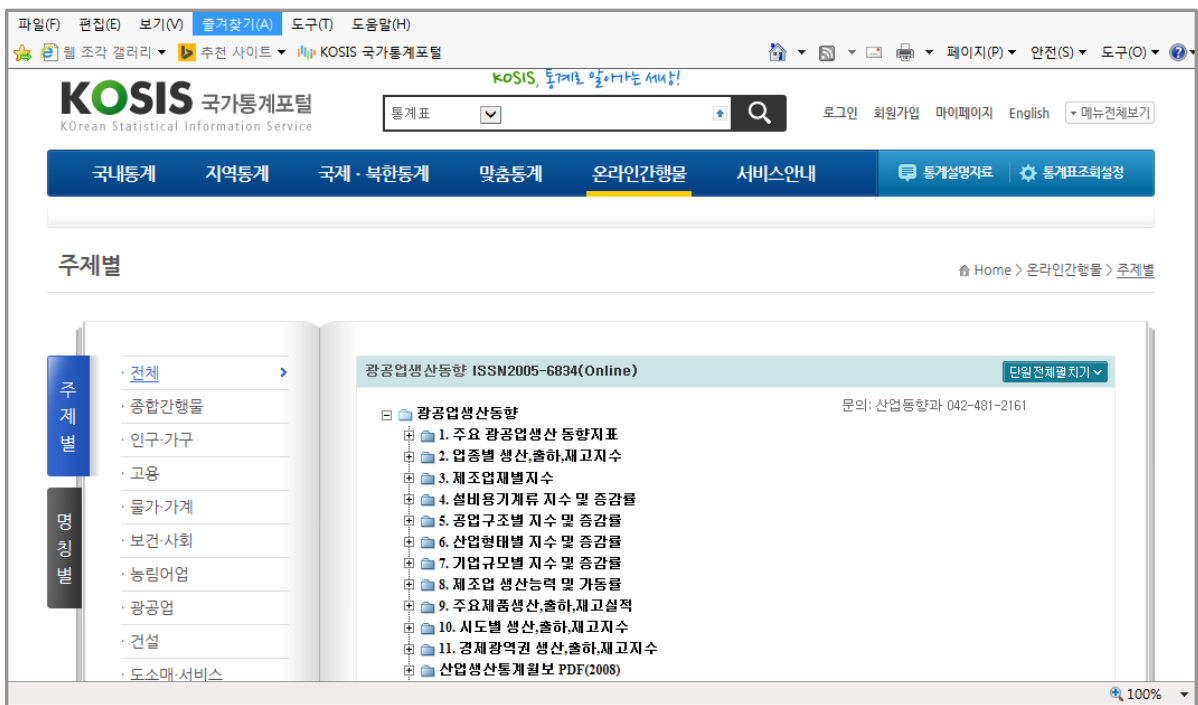 파일(F) 편집(E) 보기(V) 즐겨찾기(A) 도구(T) 도움말(H)
웹 조각 갤러리 추천 사이트 KOSIS 국가통계포털 페이지(P) 안전(S) 도구(O)
KOSIS, 통계로 알아가는 세상!
KOSIS 국가통계포털
KOrean Statistical Information Service
통계표
로그인 회원가입 마이페이지 English 메뉴전체보기
국내통계 지역통계 국제 · 북한통계 맞춤통계 온라인간행물 서비스안내 통계설명자료 통계표조회설정
주제별
Home > 온라인간행물 > 주제별
주제별
명칭별
· 전체
· 종합간행물
· 인구·가구
· 고용
· 물가·가계
· 보건·사회
· 농림어업
· 광공업
· 건설
· 도소매·서비스
광공업생산동향 ISSN2005-6834(Online) 단원전체펼치기
문의: 산업동향과 042-481-2161
광공업생산동향
1. 주요 광공업생산 동향지표
2. 업종별 생산,출하,재고지수
3. 제조업재별지수
4. 설비용기계류 지수 및 증감률
5. 공업구조별 지수 및 증감률
6. 산업형태별 지수 및 증감률
7. 기업규모별 지수 및 증감률
8. 제조업 생산능력 및 가동률
9. 주요제품생산,출하,재고실적
10. 시도별 생산,출하,재고지수
11. 경제광역권 생산,출하,재고지수
산업생산통계월보 PDF(2008)
100%